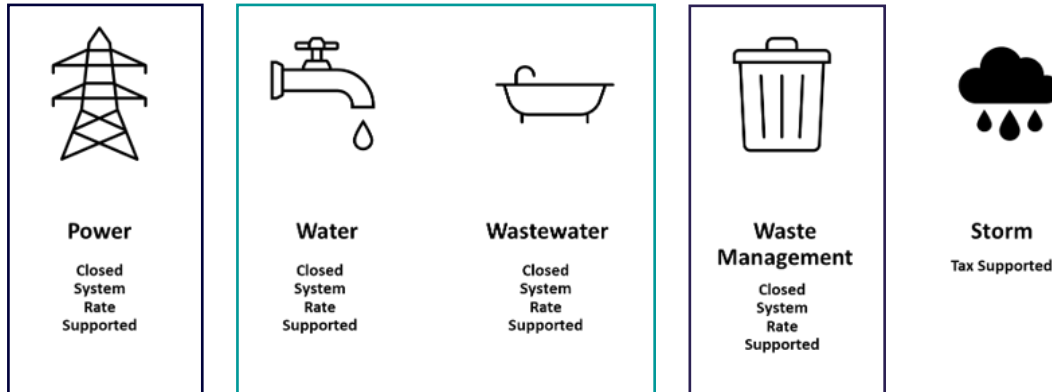 Power
Closed
System
Rate
Supported
Water
Closed
System
Rate
Supported
Wastewater
Closed
System
Rate
Supported
Waste
Management
Closed
System
Rate
Supported
Storm
Tax Supported